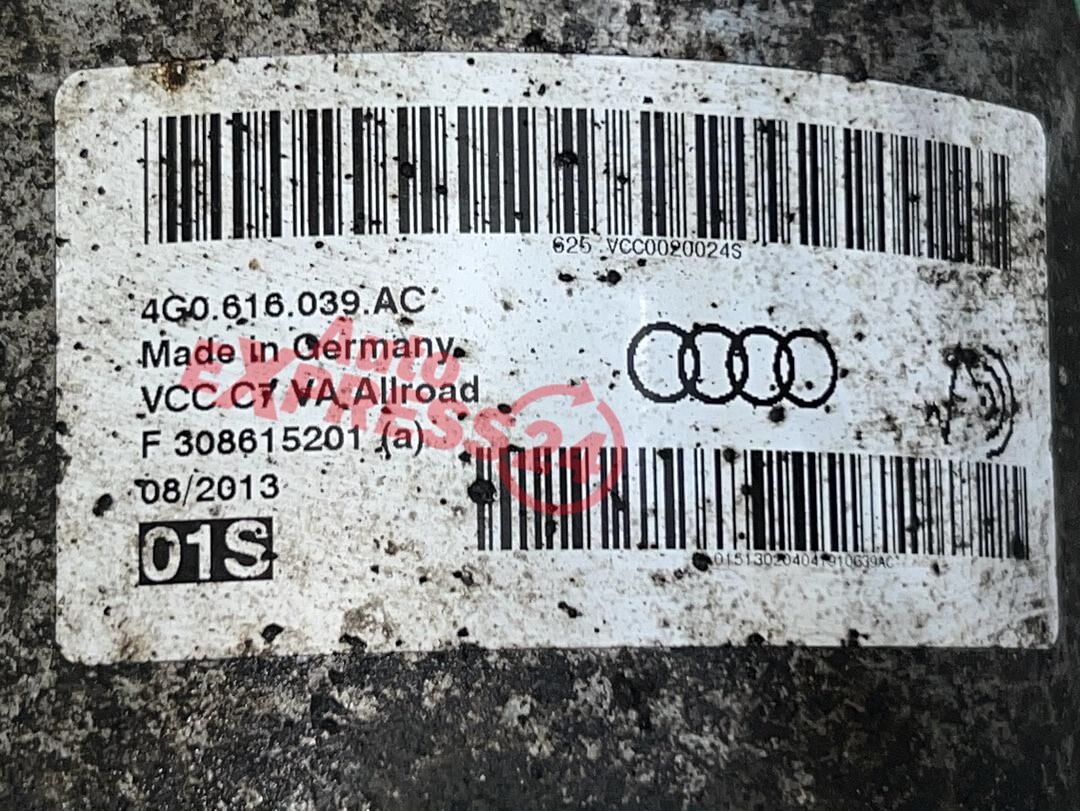 625 VCC0020024S
4G0.616.039.AC
Made in Germany
VCC C7 VA Allroad
F 308615201 (a)
08/2013
01S
Auto
EXPRESS24